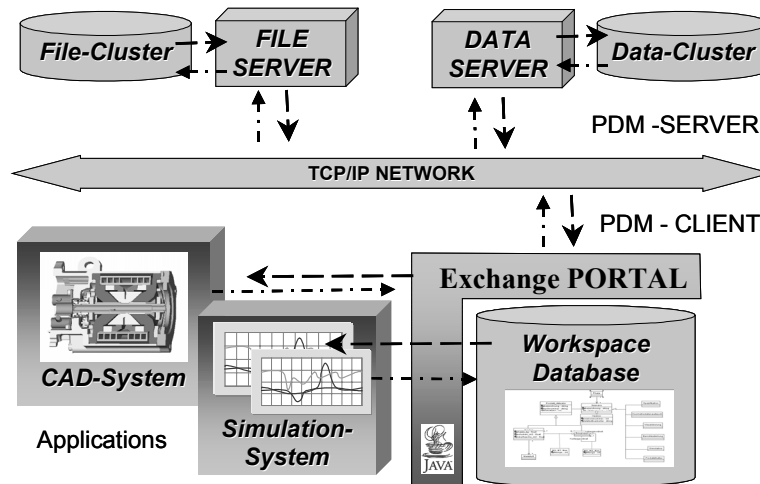 File-Cluster
FILE
SERVER
DATA
SERVER
Data-Cluster
PDM -SERVER
TCP/IP NETWORK
PDM - CLIENT
Exchange PORTAL
CAD-System
Workspace
Database
Applications
Simulation-
System
JAVA